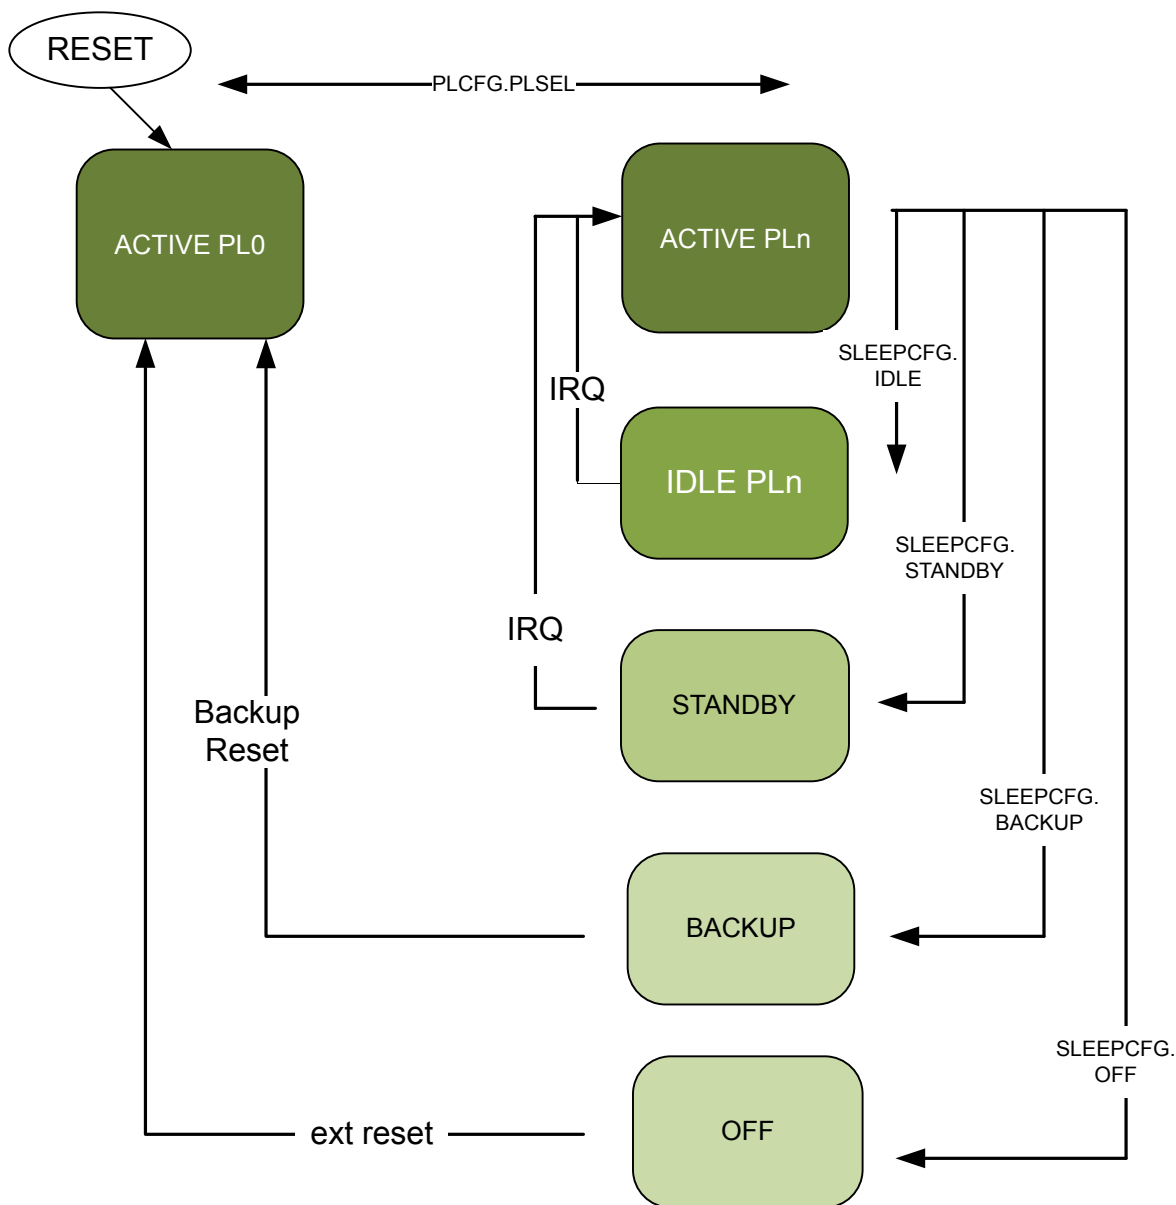 RESET
PLCFG.PLSEL
ACTIVE PL0
ACTIVE PLn
SLEEPCFG.
IDLE
IRQ
IDLE PLn
SLEEPCFG.
STANDBY
IRQ
STANDBY
Backup
Reset
SLEEPCFG.
BACKUP
BACKUP
SLEEPCFG.
OFF
ext reset
OFF